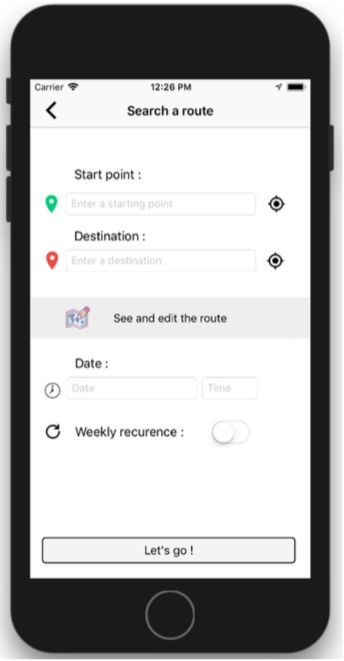 Carrier 12:26 PM
Search a route
Start point :
Enter a starting point
Destination :
Enter a destination
See and edit the route
Date :
Date Time
Weekly recurence :
Let's go !